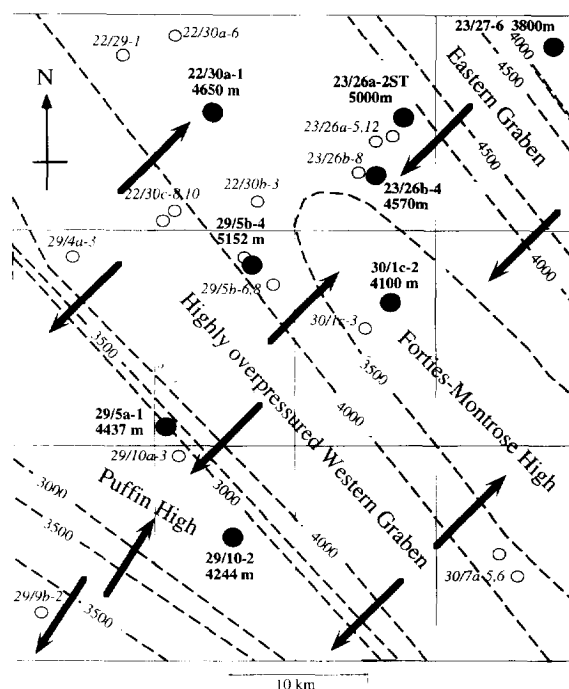 22/29-1
22/30a-6
23/27-6 3800m
4000
4000
4500
4500
N
22/30a-1
4650 m
23/26a-2ST
5000m
Eastern Graben
23/26a-5,12
23/26b-8
23/26b-4
4570m
4000
22/30c-8,10
22/30b-3
29/4a-3
29/5b-4
5152 m
29/5b-6,8
30/1c-2
4100 m
30/1c-3
3500
3500
Highly overpressured Western Graben
Forties-Montrose High
4000
29/5a-1
4437 m
29/10a-3
Puffin High
3000
3000
3500
4000
29/10-2
4244 m
30/7a-5,6
29/9b-2
3500
10 km